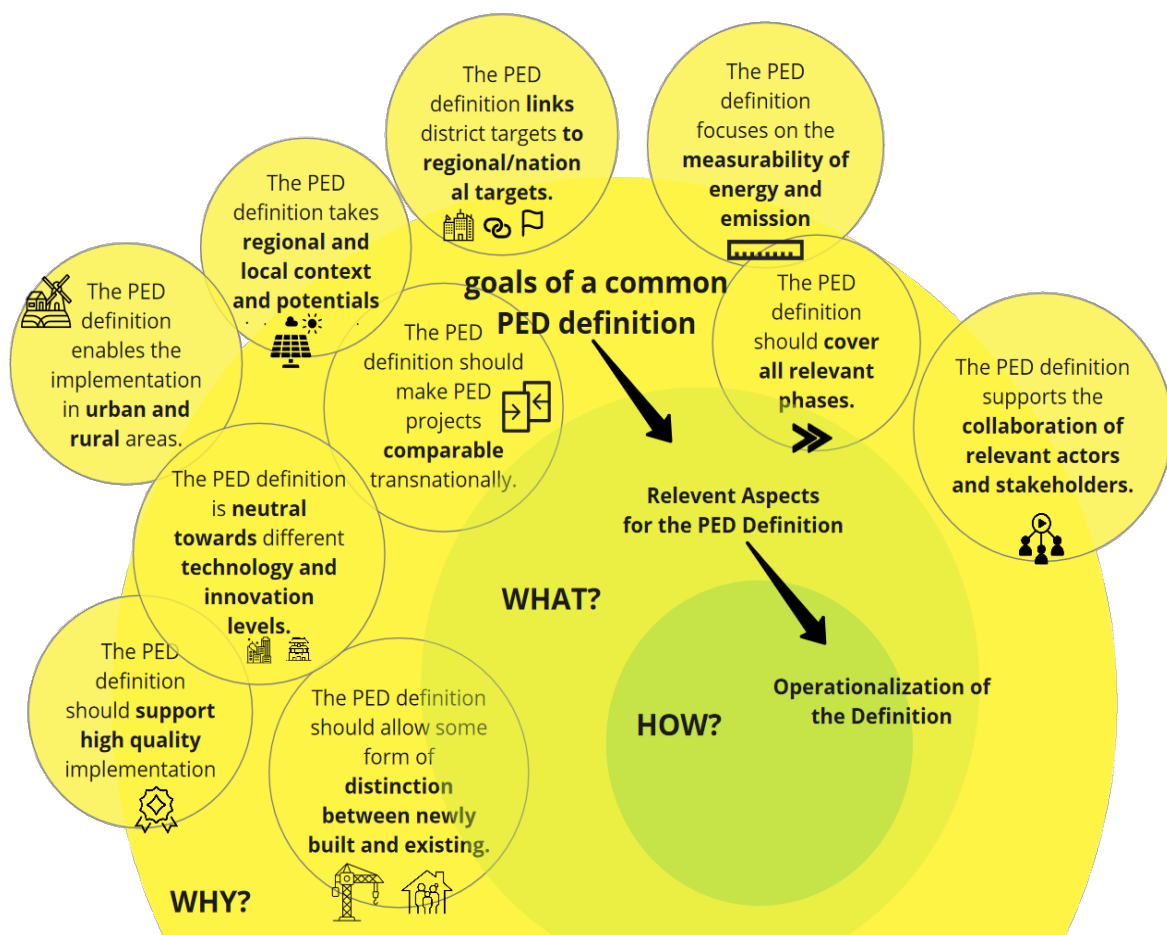 The PED
definition links
district targets to
regional/nation
al targets.
The PED
definition
focuses on the
measurability of
energy and
emission
The PED
definition takes
regional and
local context
and potentials
The PED
definition
enables the
implementation
in urban and
rural areas.
goals of a common
PED definition
The PED
definition should
make PED
projects
comparable
transnationally.
The PED
definition
should cover
all relevant
phases.
The PED definition
supports the
collaboration of
relevant actors
and stakeholders.
The PED definition
is neutral
towards different
technology and
innovation
levels.
Relevent Aspects
for the PED Definition
WHAT?
The PED
definition
should support
high quality
implementation
The PED definition
should allow some
form of
distinction
between newly
built and existing.
Operationalization of
the Definition
HOW?
WHY?